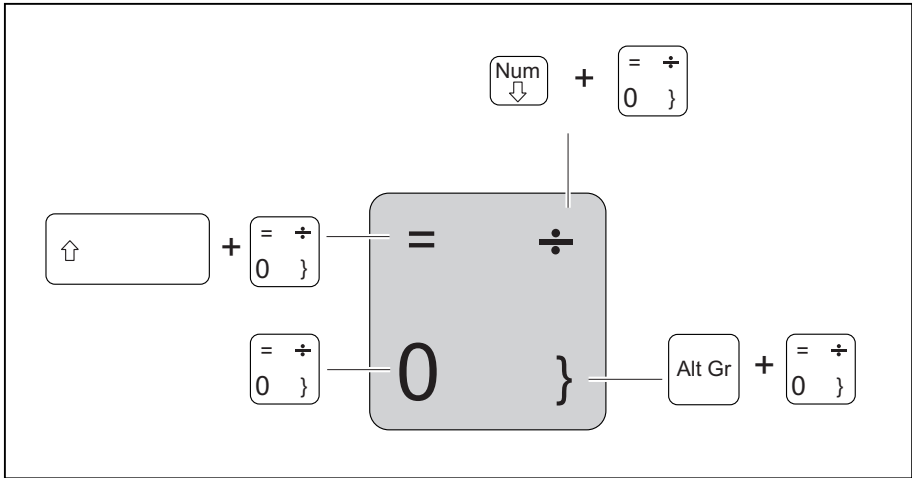 Num + = ÷
0 }
⇧ + = ÷
0 }
= ÷
= ÷
0 }
0 }
Alt Gr + = ÷
0 }